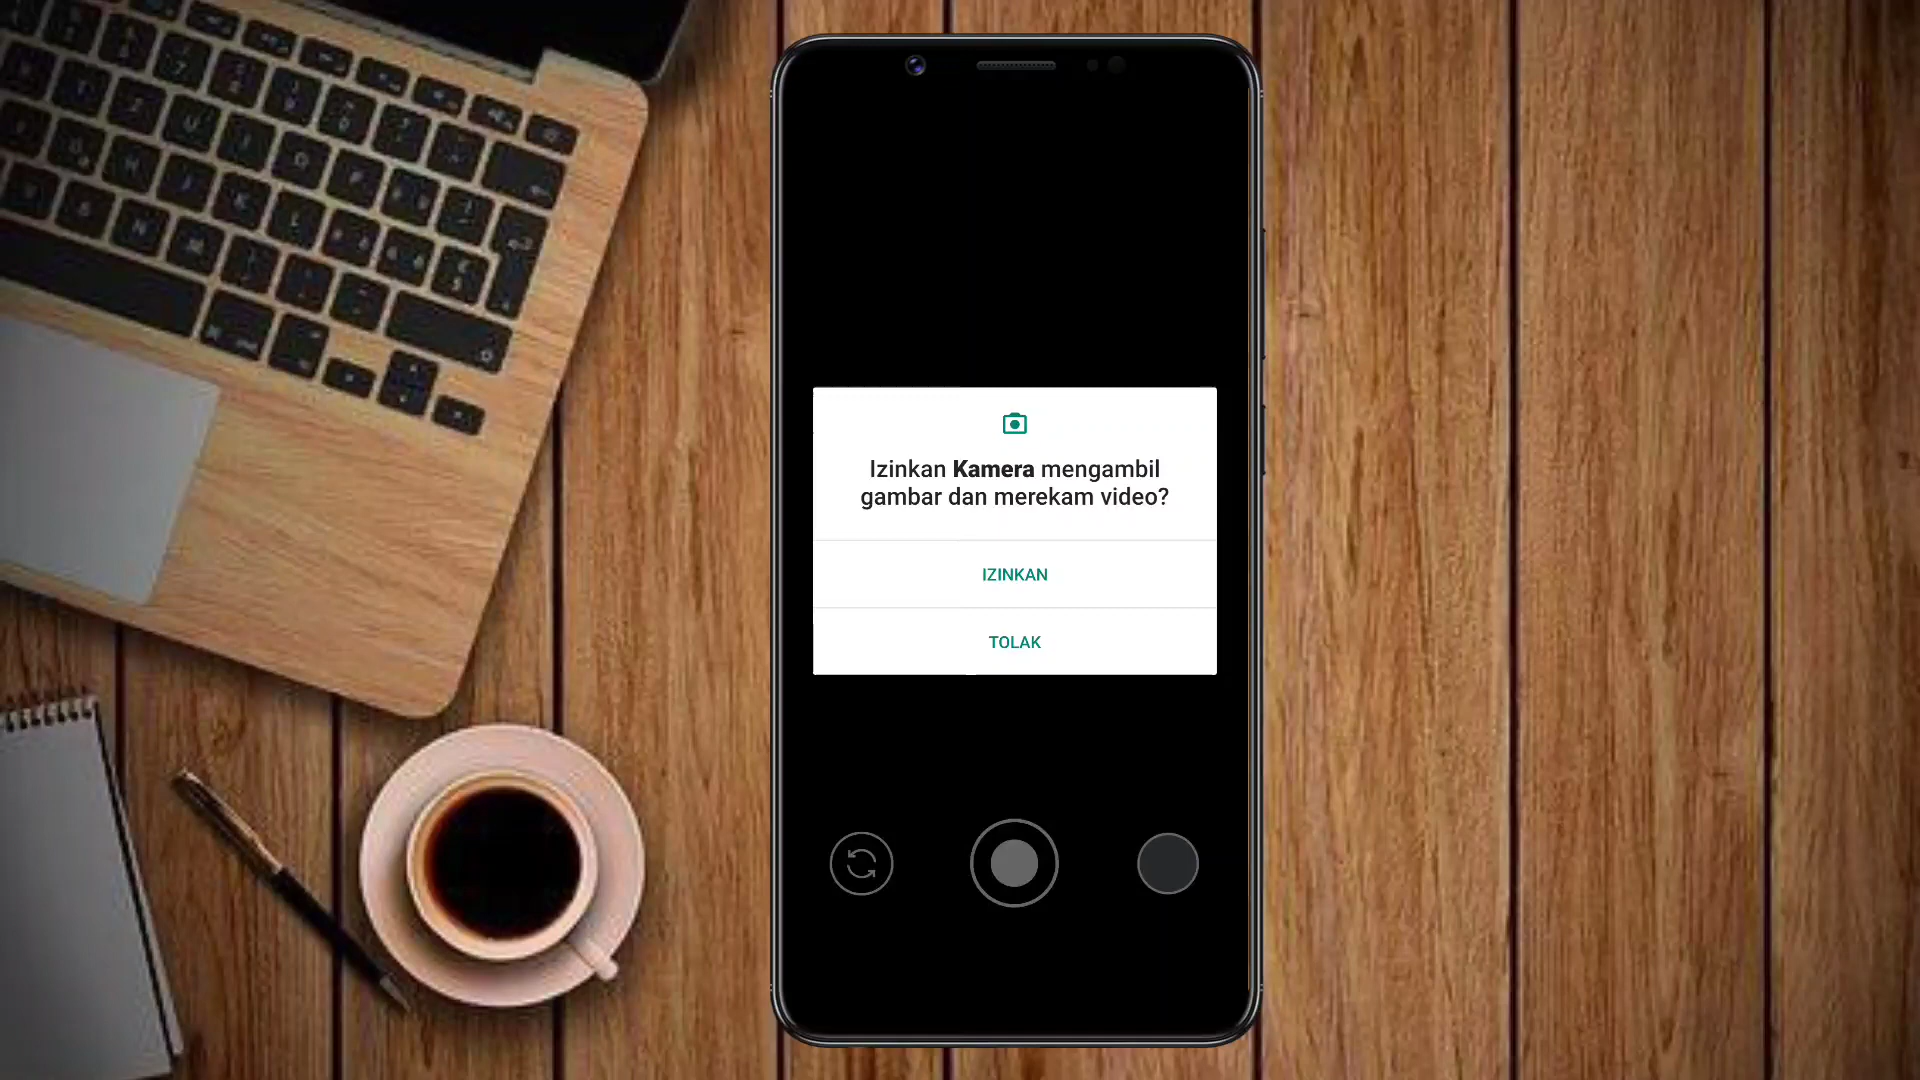 Izinkan Kamera mengambil
gambar dan merekam video?
IZINKAN
TOLAK